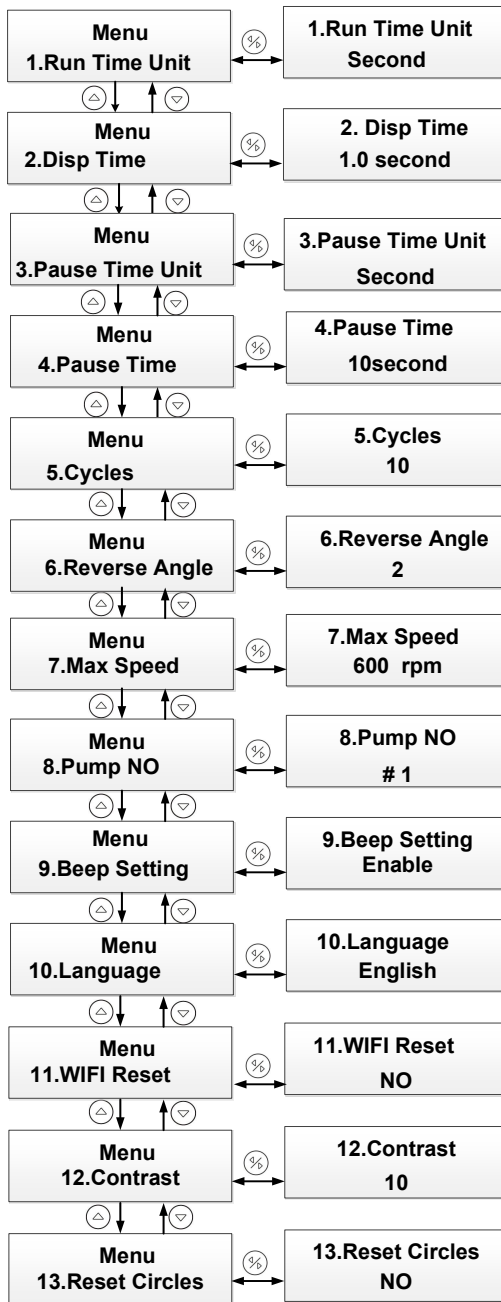 Menu
1.Run Time Unit
1.Run Time Unit
Second
Menu
2.Disp Time
2. Disp Time
1.0 second
Menu
3.Pause Time Unit
3.Pause Time Unit
Second
Menu
4.Pause Time
4.Pause Time
10second
Menu
5.Cycles
5.Cycles
10
Menu
6.Reverse Angle
6.Reverse Angle
2
Menu
7.Max Speed
7.Max Speed
600 rpm
Menu
8.Pump NO
8.Pump NO
# 1
Menu
9.Beep Setting
9.Beep Setting
Enable
Menu
10.Language
10.Language
English
Menu
11.WIFI Reset
11.WIFI Reset
NO
Menu
12.Contrast
12.Contrast
10
Menu
13.Reset Circles
13.Reset Circles
NO